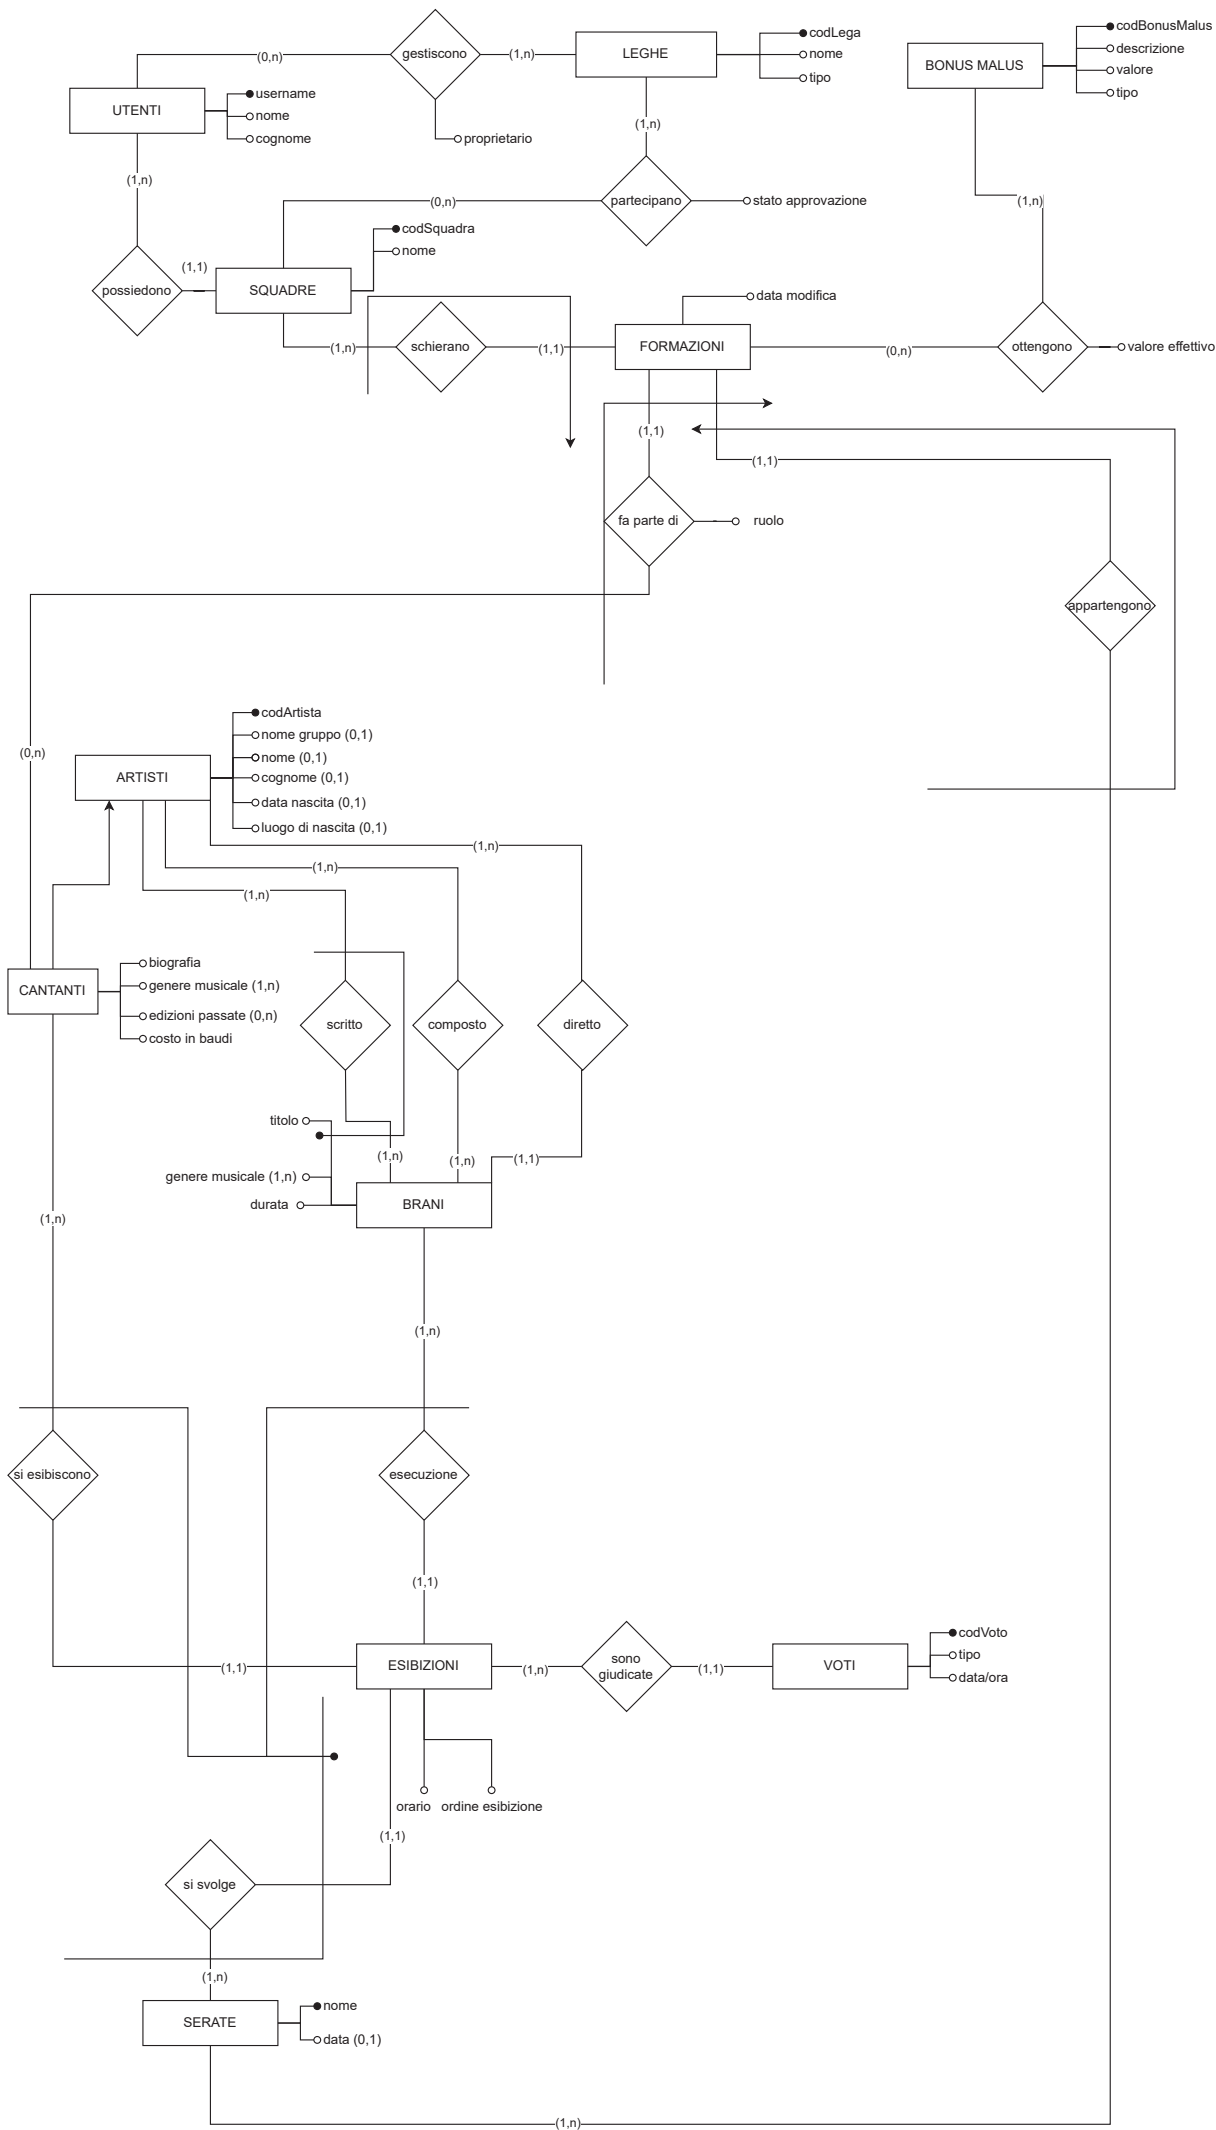 codBonusMalus
descrizione
valore
tipo
BONUS MALUS
codLega
nome
tipo
LEGHE
gestiscono
(0,n)
(1,n)
username
nome
cognome
UTENTI
proprietario
(1,n)
(1,n)
partecipano
stato approvazione
(0,n)
(1,n)
codSquadra
nome
(1,1)
possiedono
SQUADRE
data modifica
(1,n)
schierano
(1,1)
FORMAZIONI
(0,n)
ottengono
valore effettivo
(1,1)
(1,1)
fa parte di
ruolo
appartengono
codArtista
nome gruppo (0,1)
nome (0,1)
cognome (0,1)
data nascita (0,1)
luogo di nascita (0,1)
(0,n)
ARTISTI
(1,n)
(1,n)
(1,n)
biografia
genere musicale (1,n)
edizioni passate (0,n)
costo in baudi
CANTANTI
scritto
composto
diretto
titolo
(1,n)
(1,n)
(1,1)
genere musicale (1,n)
durata
BRANI
(1,n)
(1,n)
si esibiscono
esecuzione
(1,1)
codVoto
tipo
data/ora
(1,1)
ESIBIZIONI
(1,n)
sono
giudicate
(1,1)
VOTI
orario
ordine esibizione
(1,1)
si svolge
(1,n)
nome
data (0,1)
SERATE
(1,n)